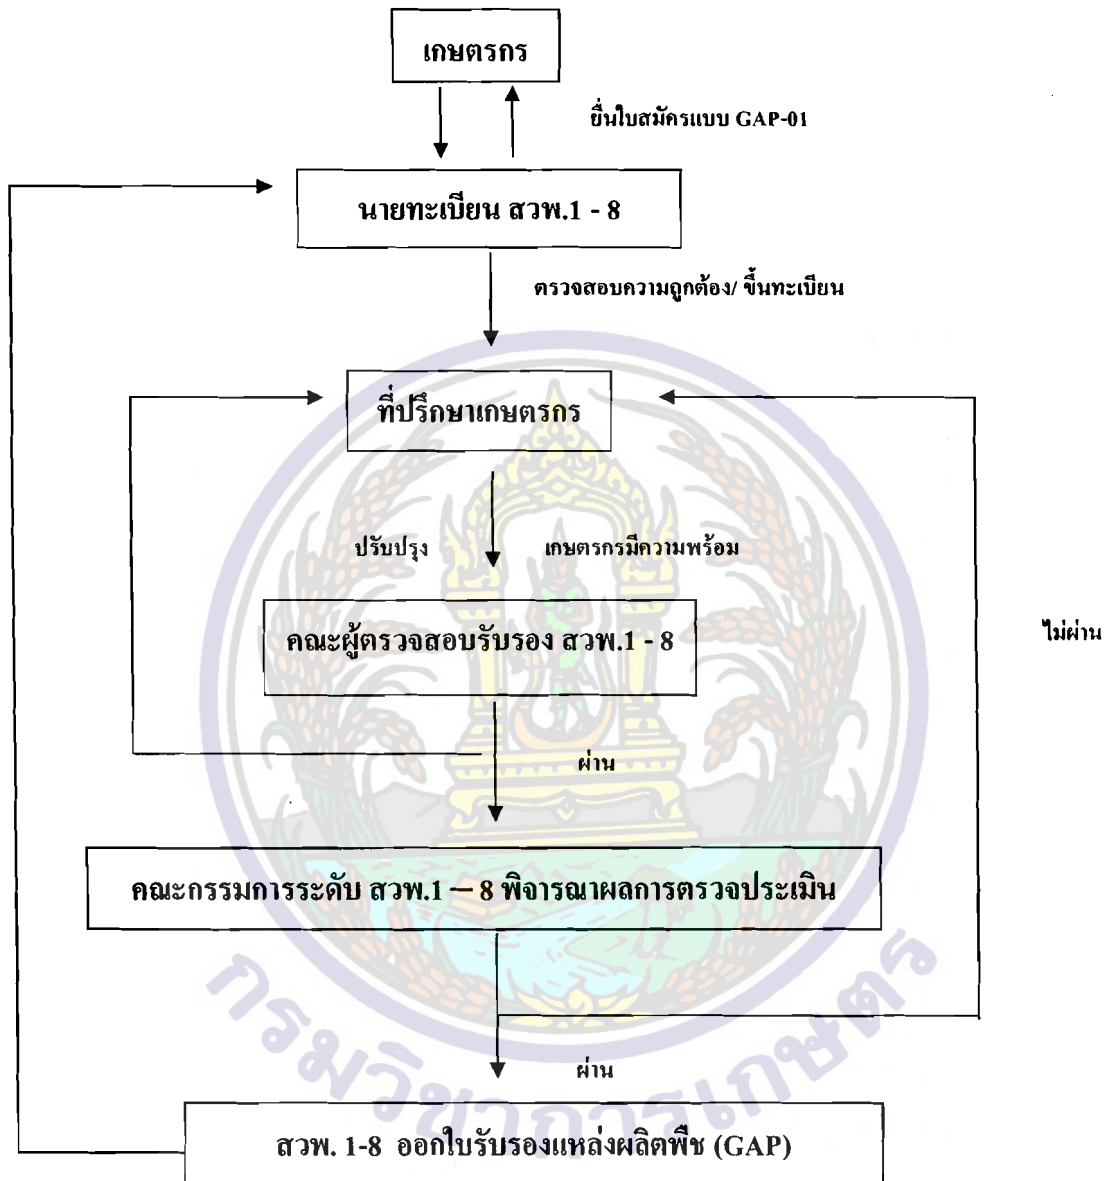 เกษตรกร
ยื่นใบสมัครแบบ GAP-01
นายทะเบียน สวพ.1 - 8
ตรวจสอบความถูกต้อง/ ขึ้นทะเบียน
ที่ปรึกษาเกษตรกร
ปรับปรุง เกษตรกรมีความพร้อม
คณะผู้ตรวจสอบรับรอง สวพ.1 - 8
ไม่ผ่าน
ผ่าน
คณะกรรมการระดับ สวพ.1 – 8 พิจารณาผลการตรวจประเมิน
ผ่าน
สวพ. 1-8 ออกใบรับรองแหล่งผลิตพืช (GAP)
กรมวิชาการเกษตร